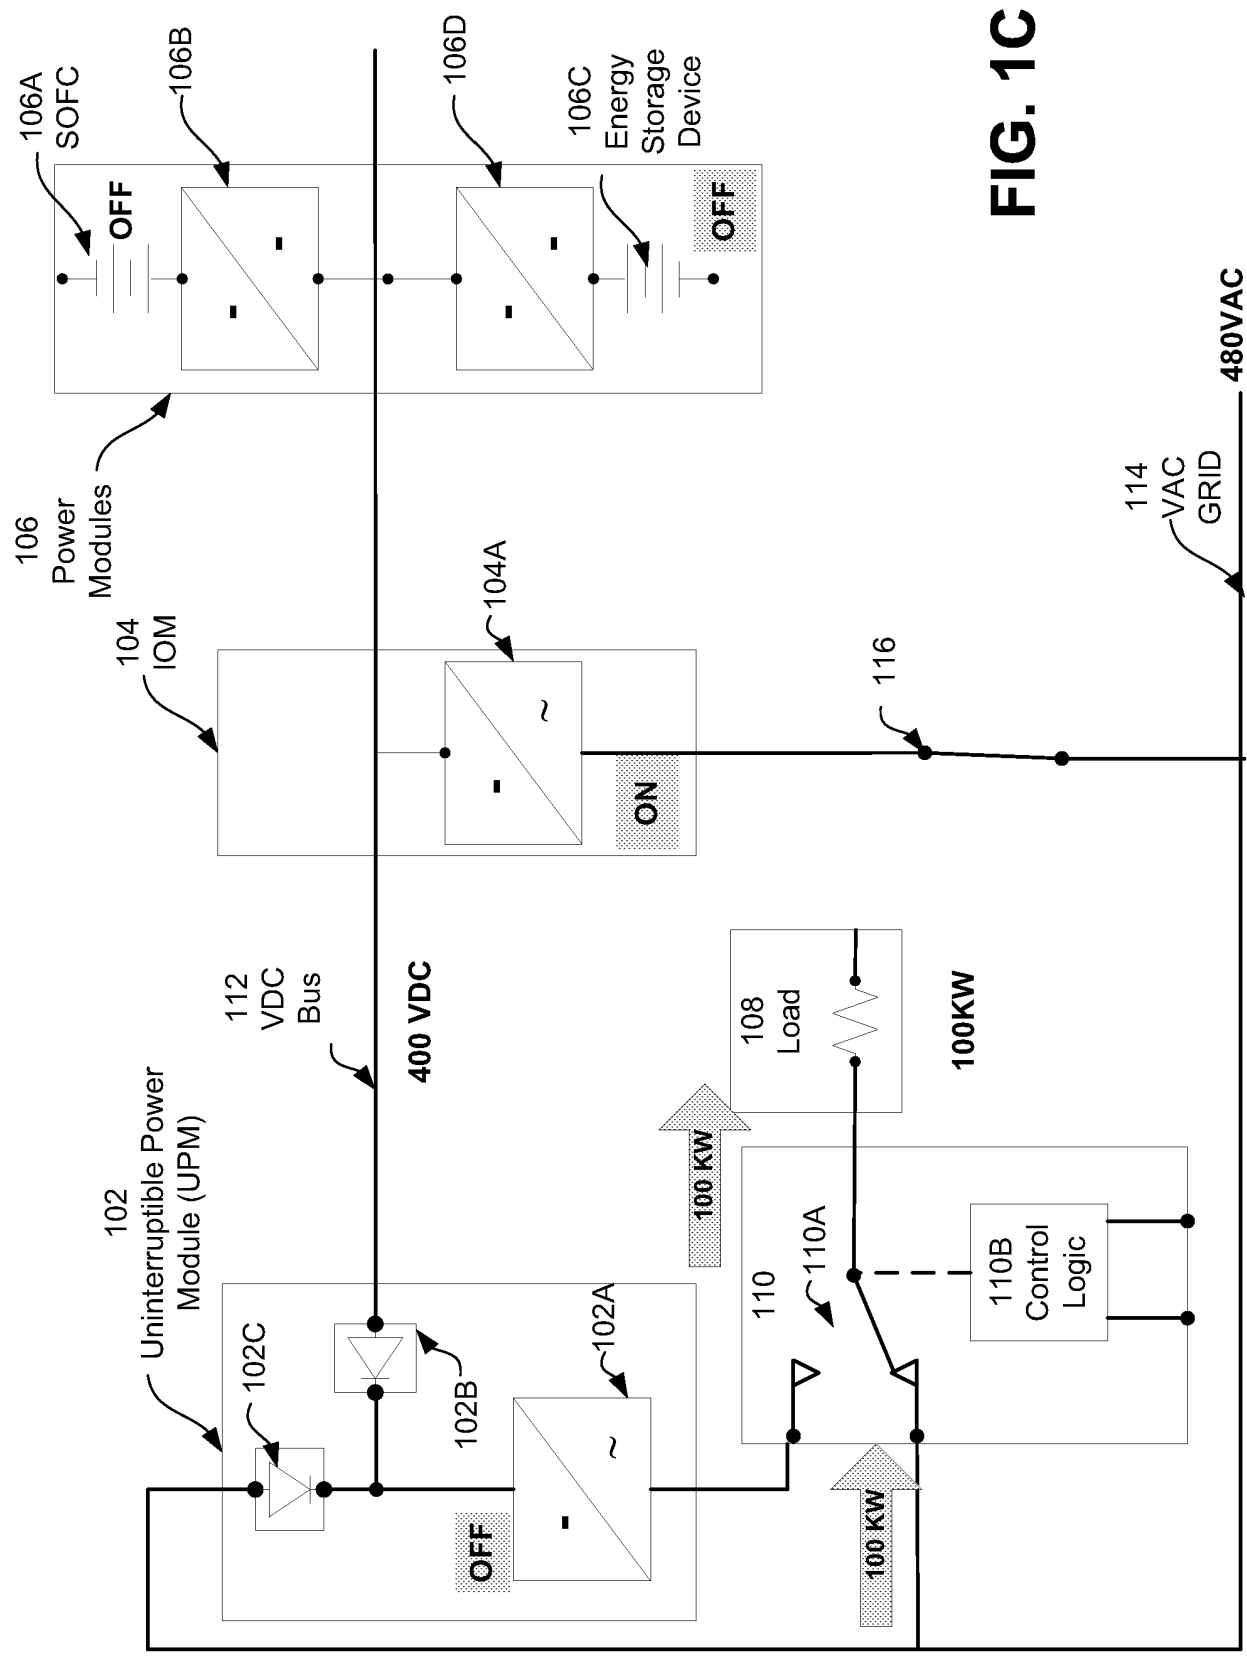 102
Uninterruptible Power
Module (UPM)
102C
102B
102A
OFF
112
VDC
Bus
400 VDC
104
IOM
104A
ON
106
Power
Modules
106A
SOFC
OFF
106B
106D
106C
Energy
Storage
Device
OFF
116
114
VAC
GRID
480VAC
100 KW
100 KW
110
110A
110B
Control
Logic
108
Load
100KW
-
-
-
-
-
~
-
~
FIG. 1C